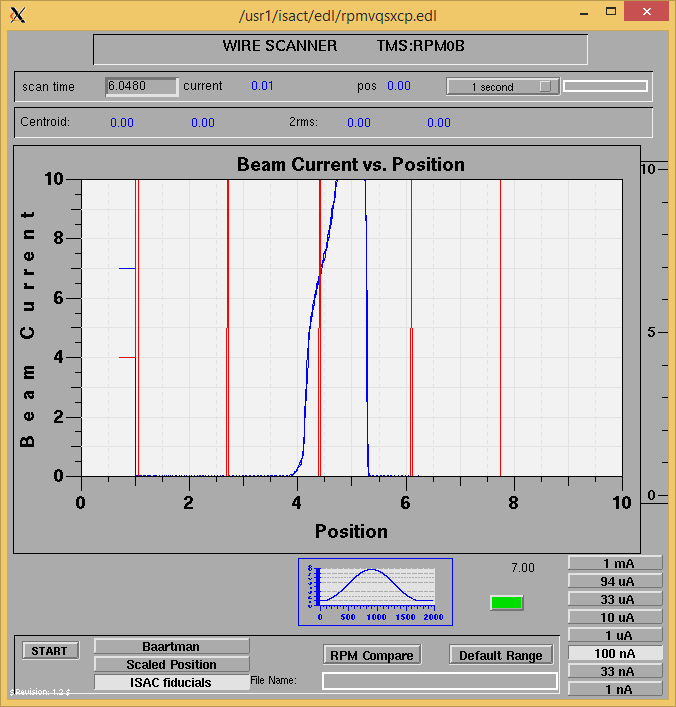 /usr1/isact/edl/rpmvqsxcp.edl
WIRE SCANNER TMS:RPM0B
scan time 6.0480 current 0.01 pos 0.00 1 second
Centroid: 0.00 0.00 2rms: 0.00 0.00
Beam Current vs. Position
10
8
6
4
2
0
Beam Current
0 2 4 6 8 10
Position
10
5
0
8
0 500 1000 1500 2000
7.00
1 mA
94 uA
33 uA
10 uA
1 uA
100 nA
33 nA
1 nA
START
Baartman
Scaled Position
ISAC fiducials
RPM Compare
Default Range
File Name:
$Revision: 1.2 $